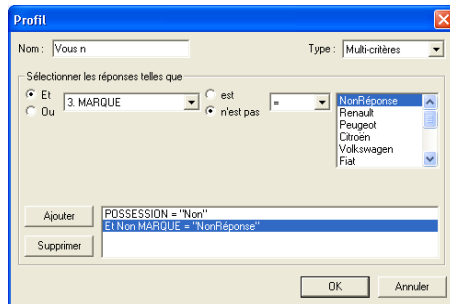 Profil
Nom : Vous n Type : Multi-critères
Sélectionner les réponses telles que
Et 3. MARQUE est = NonRéponse
Ou n'est pas Renault
Peugeot
Citroën
Volkswagen
Fiat
Ajouter POSSESSION = "Non"
Et Non MARQUE = "NonRéponse"
Supprimer
OK Annuler